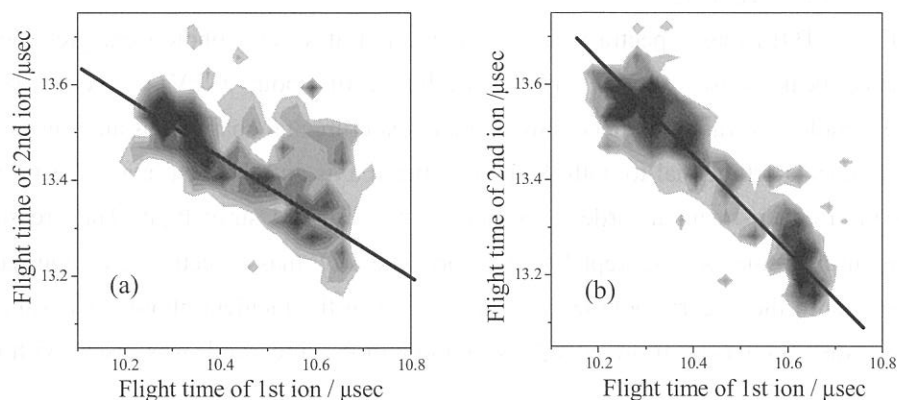 Flight time of 2nd ion /μsec
13.6
13.4
13.2
(a)
10.2
10.4
10.6
10.8
Flight time of 1st ion / μsec
Flight time of 2nd ion /μsec
13.6
13.4
13.2
(b)
10.2
10.4
10.6
10.8
Flight time of 1st ion / μsec